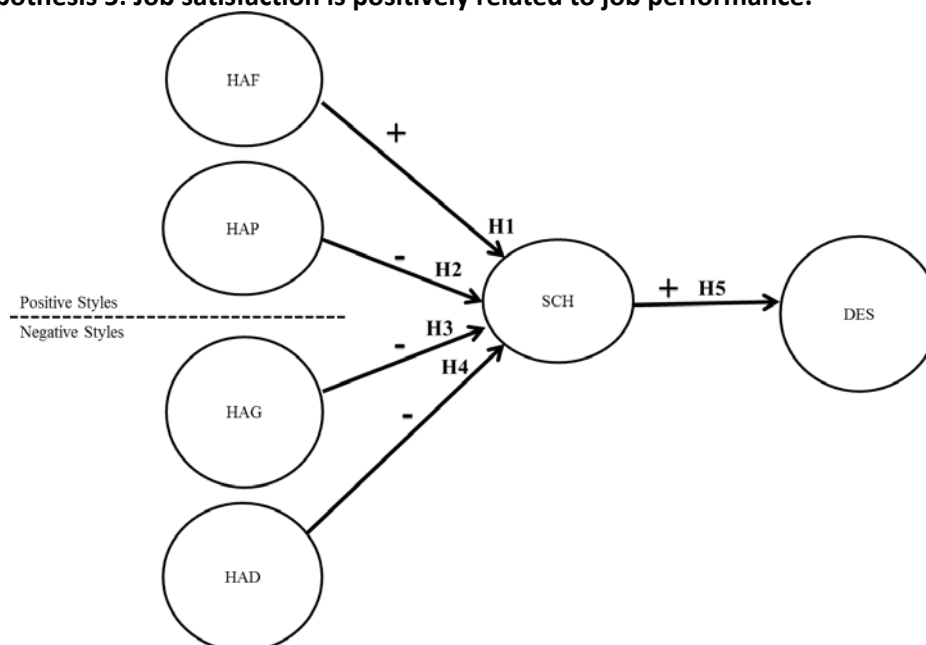 pothesis 5: Job satisfaction is positively related to job performance.
HAF
+
H1
HAP
-
H2
SCH
+ H5
DES
Positive Styles
Negative Styles
H3
-
H4
HAG
-
HAD